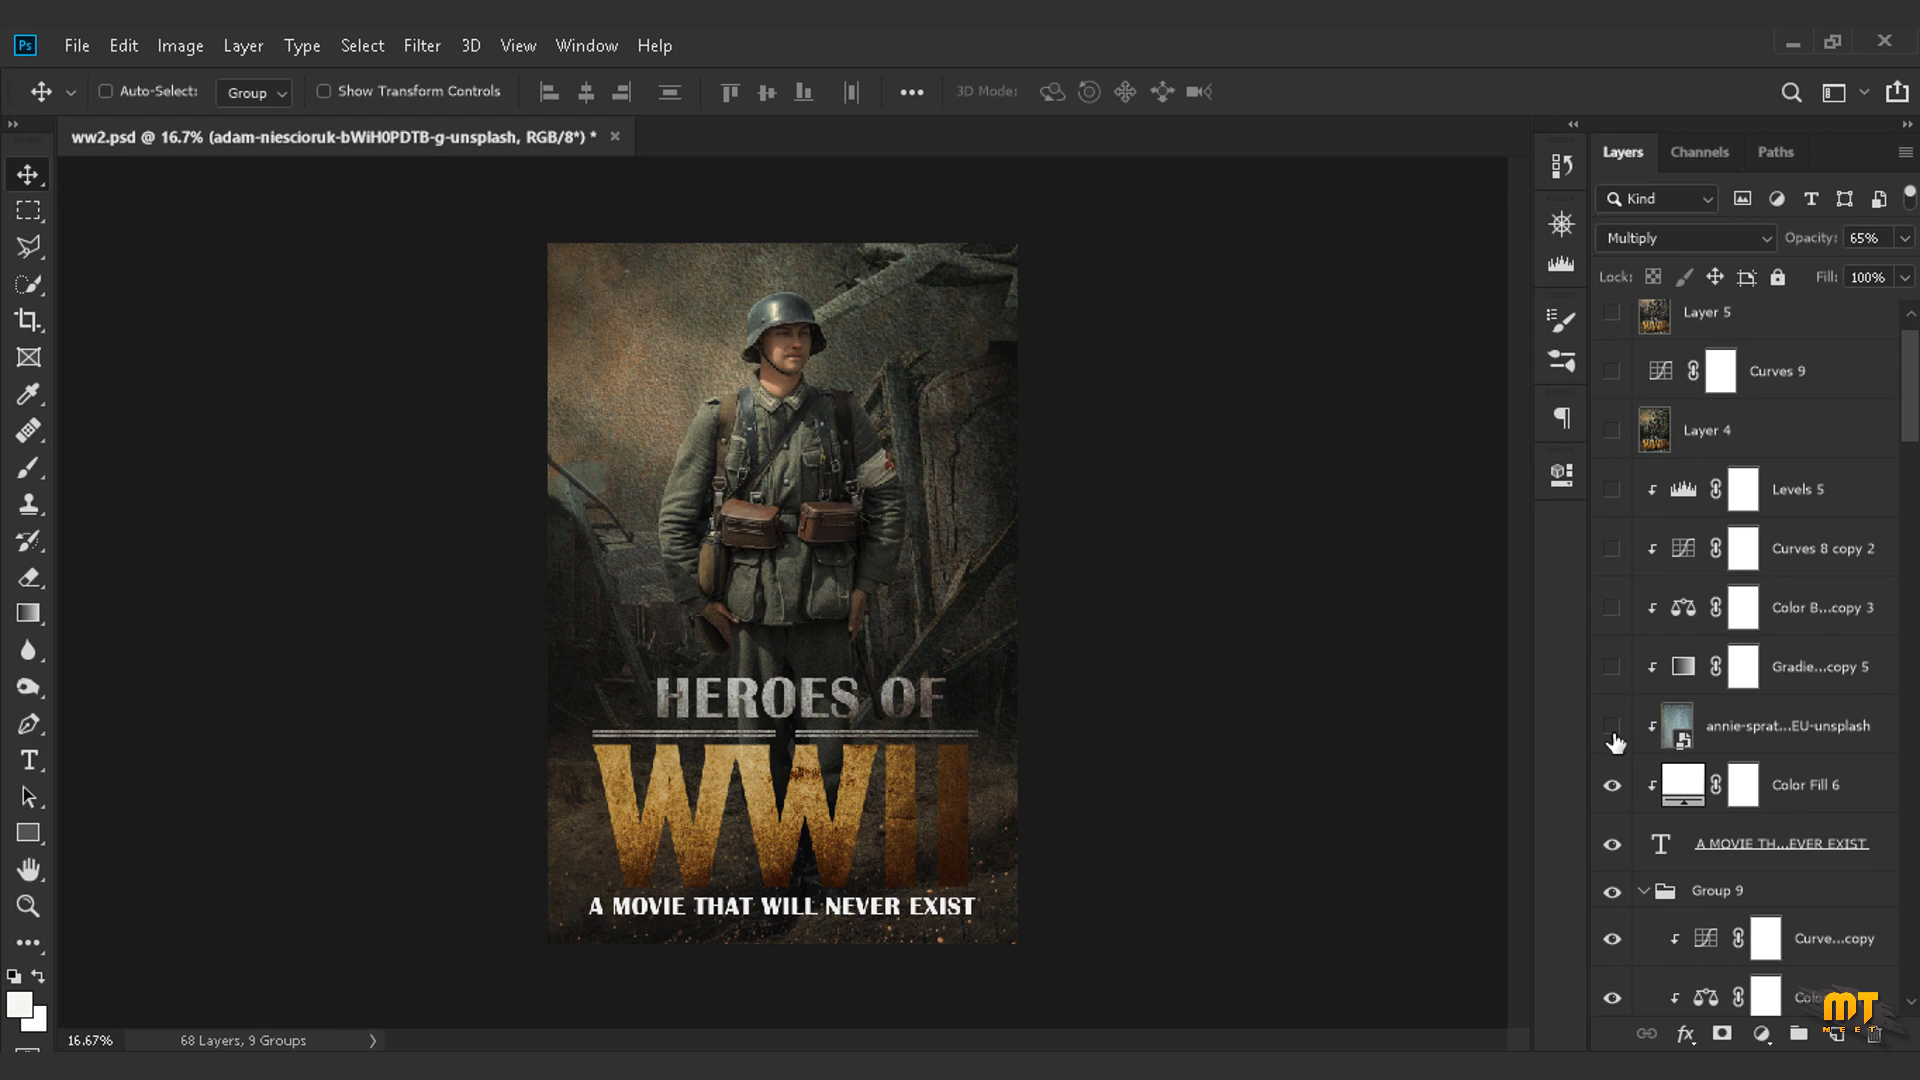 Ps File Edit Image Layer Type Select Filter 3D View Window Help
Auto-Select: Group Show Transform Controls 3D Mode:
ww2.psd @ 16.7% (adam-niescioruk-bWiH0PDTB-g-unsplash, RGB/8*) *
Layers Channels Paths
Kind
Multiply Opacity: 65%
Lock: Fill: 100%
Layer 5
Curves 9
Layer 4
Levels 5
Curves 8 copy 2
Color B...copy 3
Gradie...copy 5
annie-sprat...EU-unsplash
Color Fill 6
A MOVIE TH...EVER EXIST
Group 9
Curve...copy
HEROES OF
WWII
A MOVIE THAT WILL NEVER EXIST
MT
MEET
16.67% 68 Layers, 9 Groups